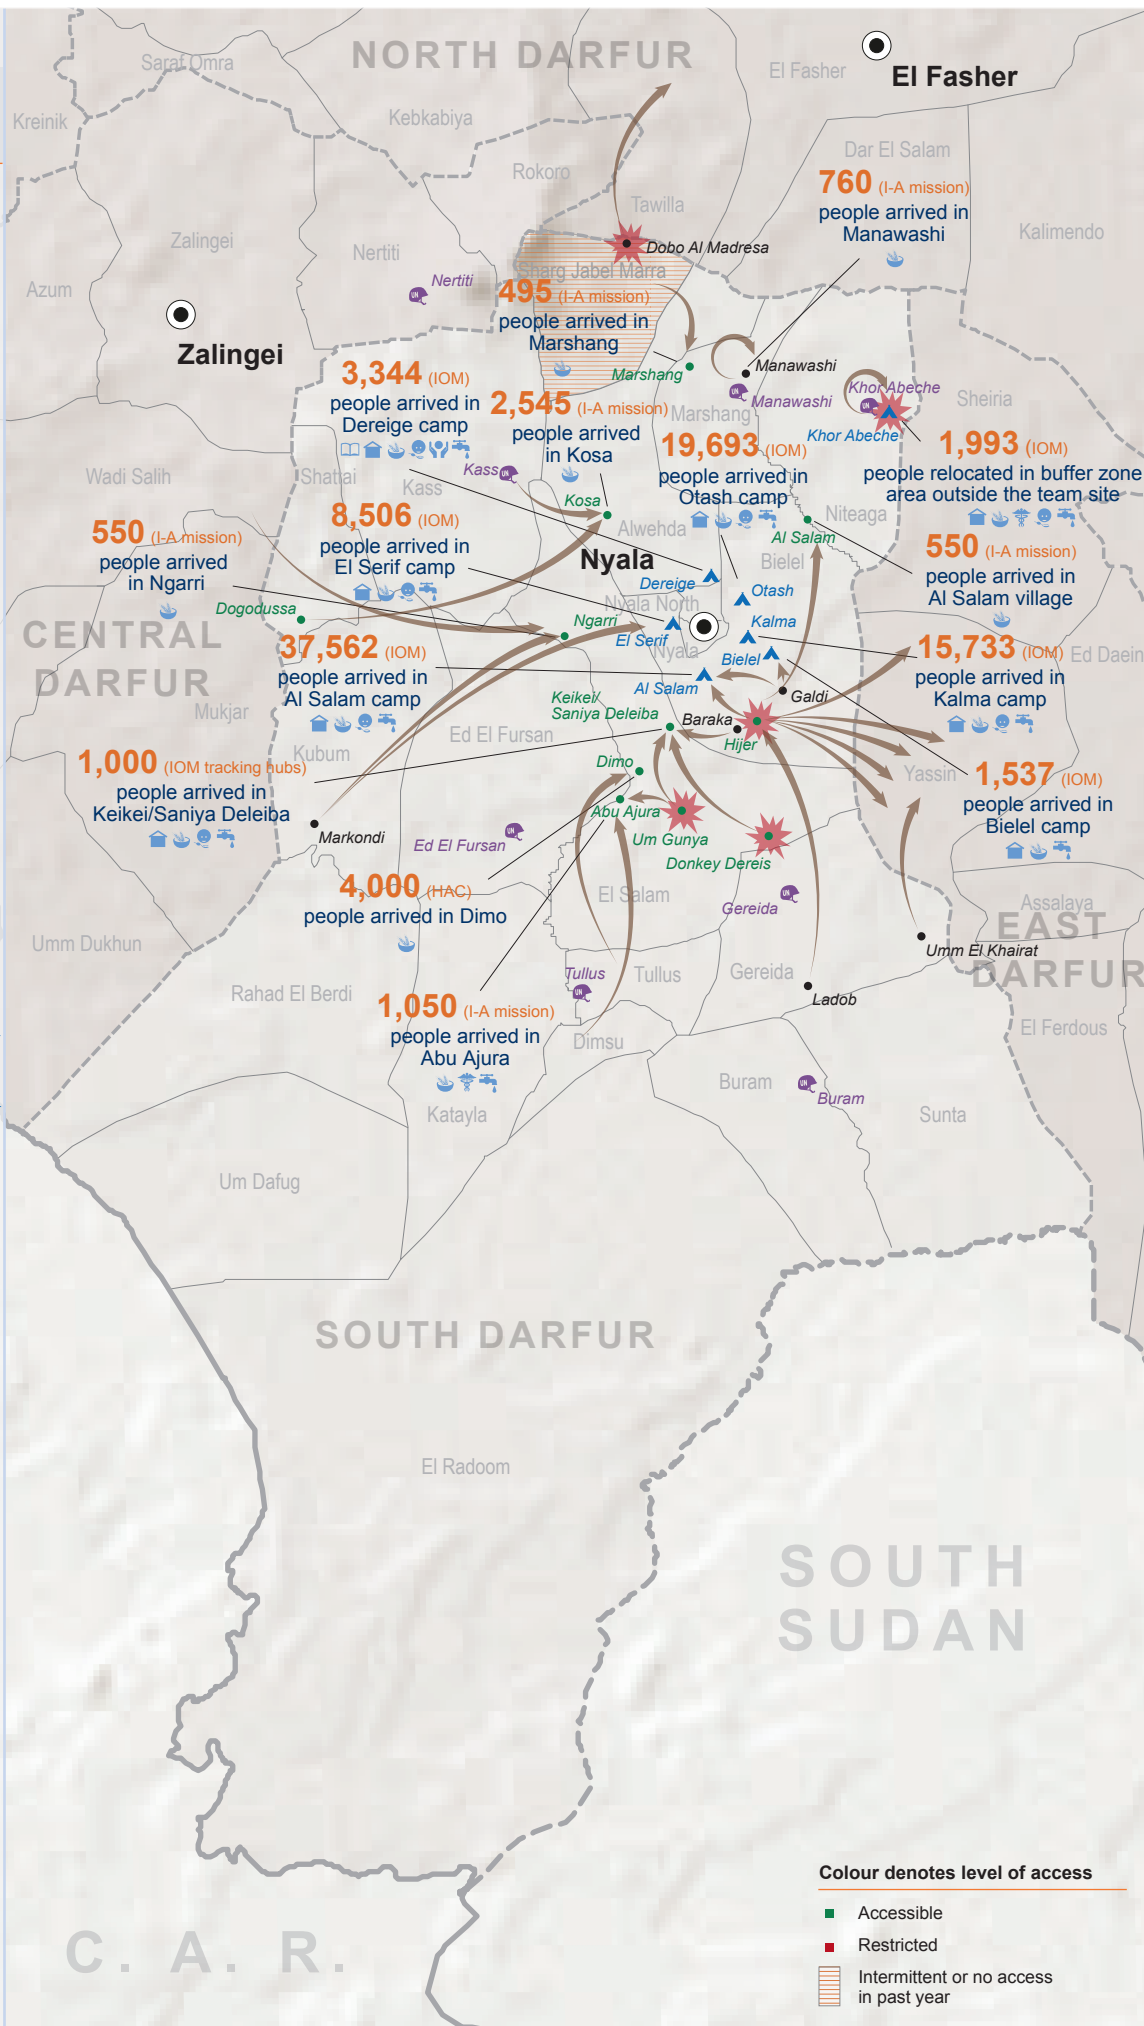 NORTH DARFUR
Saraf Omra
El Fasher
El Fasher
Kreinik
Kebkabiya
Dar El Salam
Rokoro
760 (I-A mission)
people arrived in
Manawashi
Tawilla
Kalimendo
Zalingei
Nertiti
Dobo Al Madresa
Sharg Jabel Marra
Azum
Nertiti
UN
495 (I-A mission)
people arrived in
Marshang
Zalingei
Marshang
Manawashi
3,344 (IOM)
people arrived in
Dereige camp
2,545 (I-A mission)
people arrived
in Kosa
Marshang
UN
Manawashi
Khor Abeche
UN
Khor Abeche
Sheiria
19,693 (IOM)
people arrived in
Otash camp
1,993 (IOM)
people relocated in buffer zone
area outside the team site
Wadi Salih
Shattai
Kass
UN
Kass
Kosa
Alwehda
Niteaga
Al Salam
8,506 (IOM)
people arrived in
El Serif camp
550 (I-A mission)
people arrived
in Ngarri
Nyala
Bielel
550 (I-A mission)
people arrived in
Al Salam village
Dereige
Otash
Nyala North
Dogodussa
Ngarri
El Serif
Kalma
Nyala
Bielel
CENTRAL
DARFUR
37,562 (IOM)
people arrived in
Al Salam camp
Al Salam
15,733 (IOM)
people arrived in
Kalma camp
Ed Daein
Galdi
Keikei/
Saniya Deleiba
Baraka
Hijer
Mukjar
Kubum
Ed El Fursan
1,000 (IOM tracking hubs)
people arrived in
Keikei/Saniya Deleiba
Dimo
Yassin
1,537 (IOM)
people arrived in
Bielel camp
Abu Ajura
Um Gunya
Markondi
Ed El Fursan
UN
Donkey Dereis
4,000 (HAC)
people arrived in Dimo
El Salam
Gereida
UN
Assalaya
EAST
DARFUR
Umm Dukhun
Umm El Khairat
Tullus
UN
Tullus
Gereida
Rahad El Berdi
Ladob
1,050 (I-A mission)
people arrived in
Abu Ajura
El Ferdous
Dimsu
Buram
UN
Buram
Katayla
Sunta
Um Dafug
SOUTH DARFUR
El Radoom
SOUTH
SUDAN
Colour denotes level of access
Accessible
Restricted
Intermittent or no access
in past year
C. A. R.